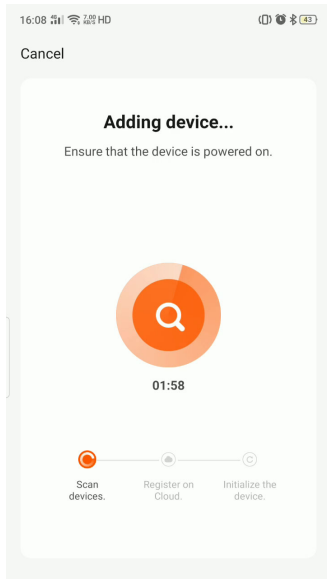 16:08 4G 7.00 KB/S HD 43
Cancel
Adding device...
Ensure that the device is powered on.
01:58
Scan devices.
Register on Cloud.
Initialize the device.